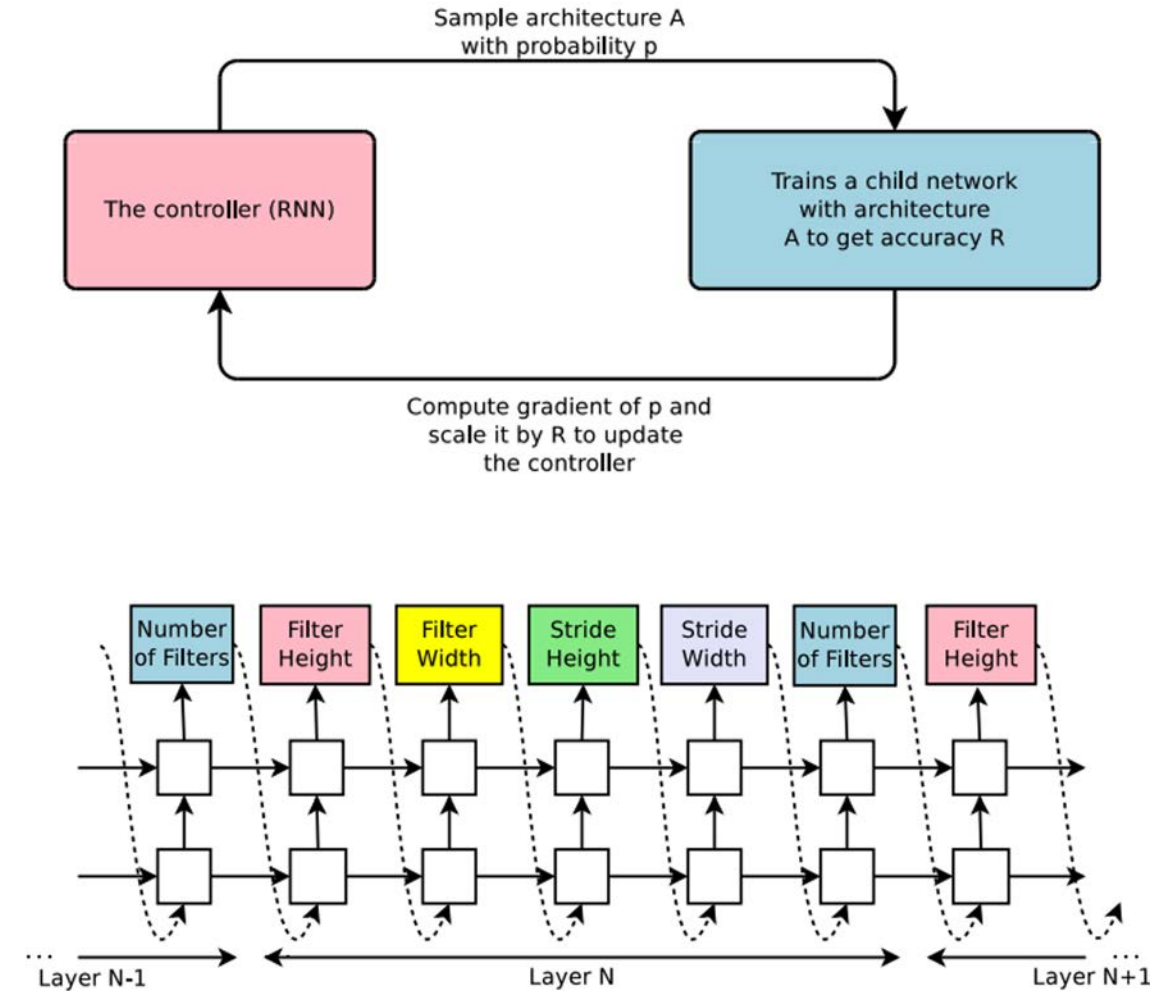 Sample architecture A
with probability p
The controller (RNN)
Trains a child network
with architecture
A to get accuracy R
Compute gradient of p and
scale it by R to update
the controller
Number
of Filters
Filter
Height
Filter
Width
Stride
Height
Stride
Width
Number
of Filters
Filter
Height
...
Layer N-1
Layer N
...
Layer N+1